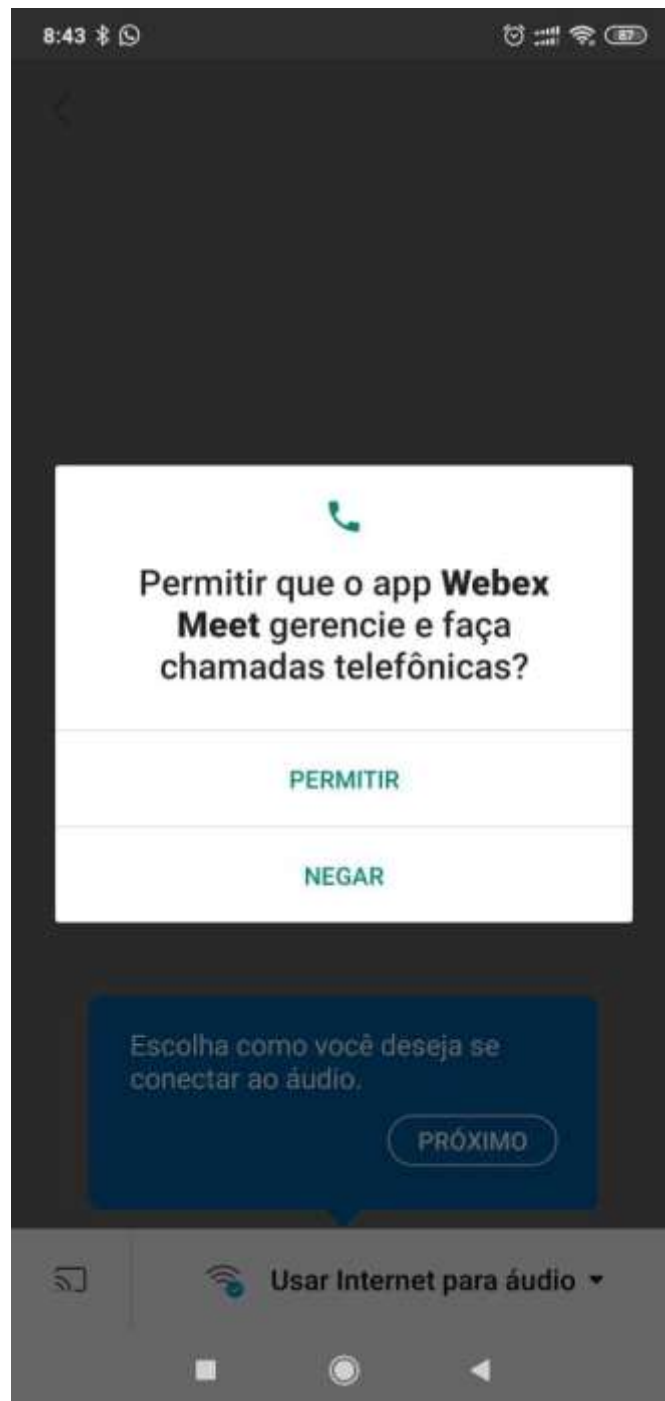 8:43
87
Permitir que o app Webex
Meet gerencie e faça
chamadas telefônicas?
PERMITIR
NEGAR
Escolha como você deseja se
conectar ao áudio.
PRÓXIMO
Usar Internet para áudio